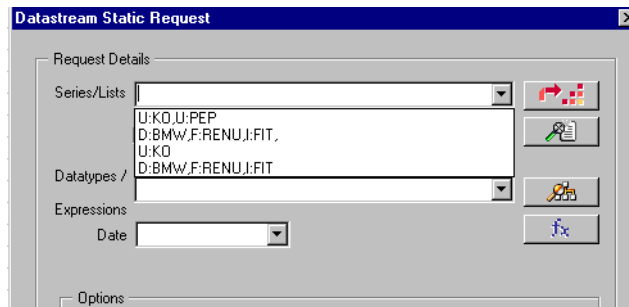 Datastream Static Request
Request Details
Series/Lists
U:KO,U:PEP
D:BMW,F:RENU,I:FIT,
U:KO
D:BMW,F:RENU,I:FIT
Datatypes /
Expressions
fx
Date
Options